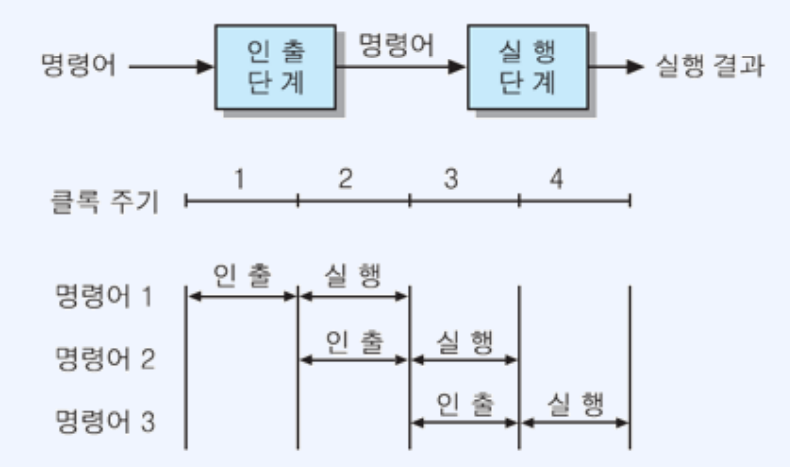 명령어
인 출
단 계
명령어
실 행
단 계
실행 결과
클록 주기
1 2 3 4
명령어 1
인 출 실 행
명령어 2
인 출 실 행
명령어 3
인 출 실 행